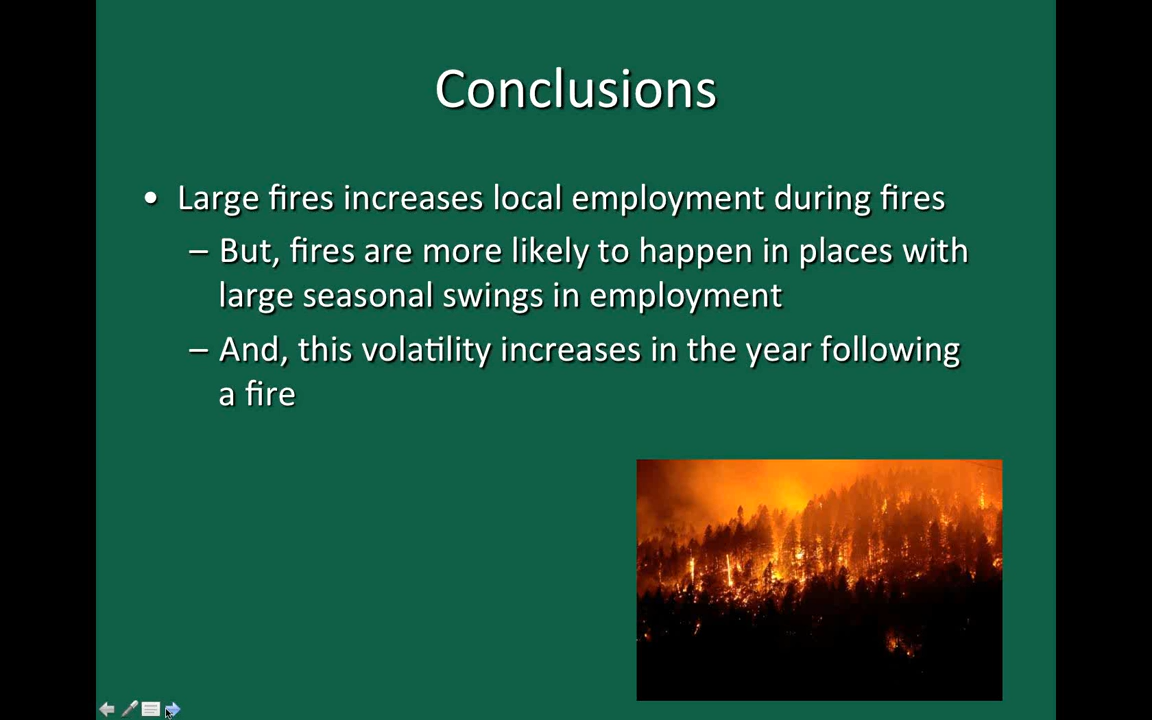 Conclusions
• Large fires increases local employment during fires
– But, fires are more likely to happen in places with
large seasonal swings in employment
– And, this volatility increases in the year following
a fire